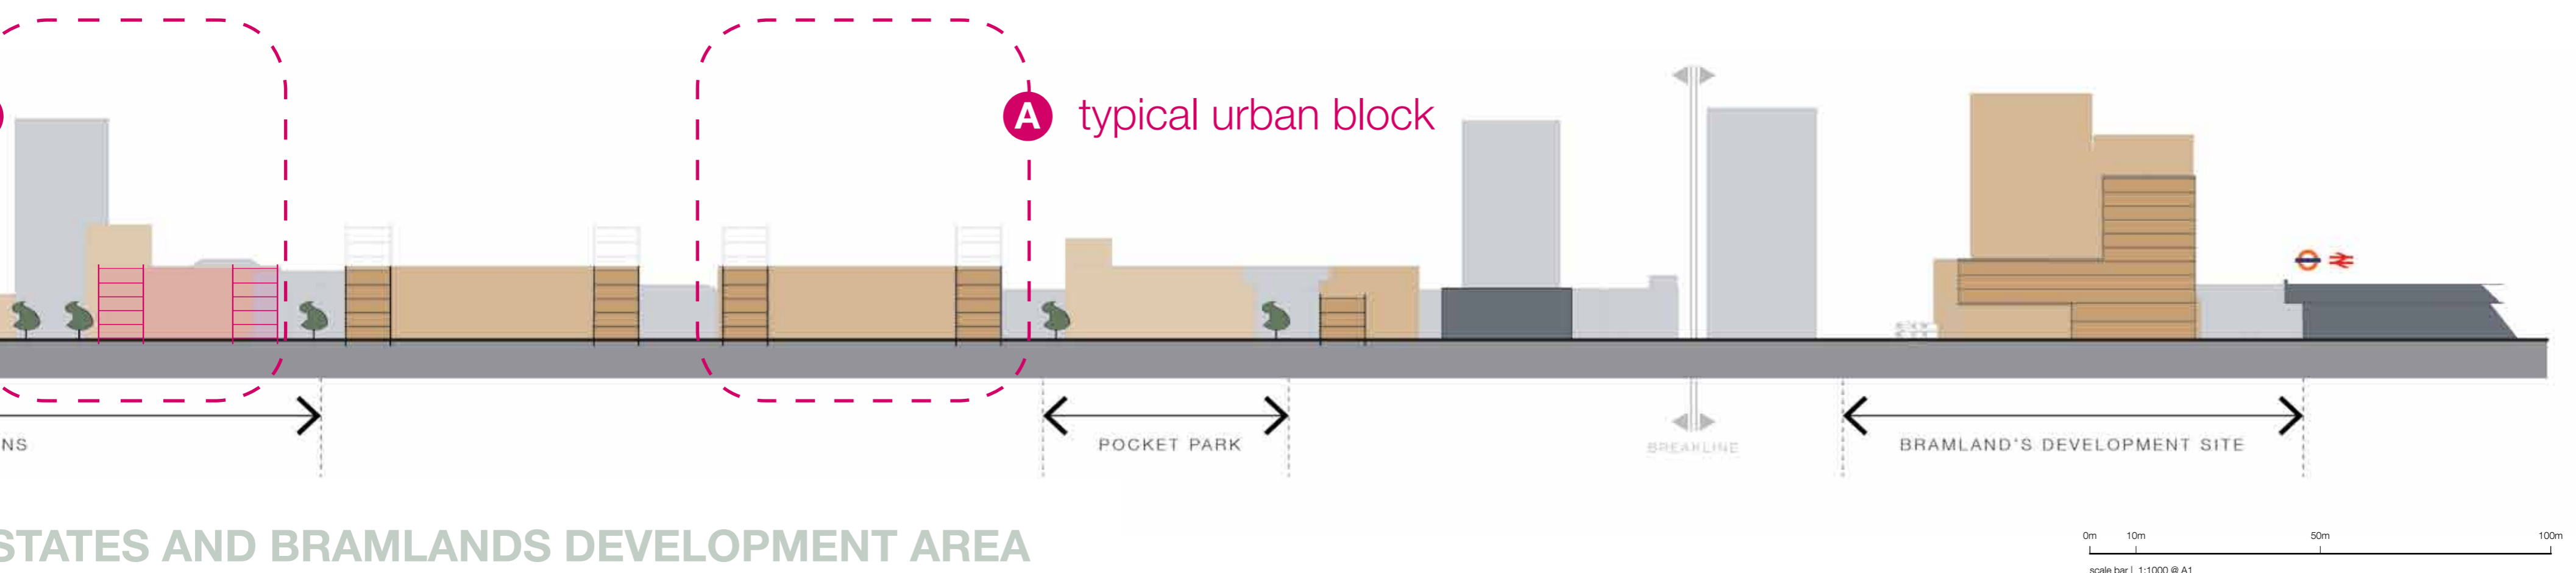 A typical urban block
NS
POCKET PARK
BREAKLINE
BRAMLAND'S DEVELOPMENT SITE
STATES AND BRAMLANDS DEVELOPMENT AREA
0m 10m 50m 100m
scale bar | 1:1000 @ A1